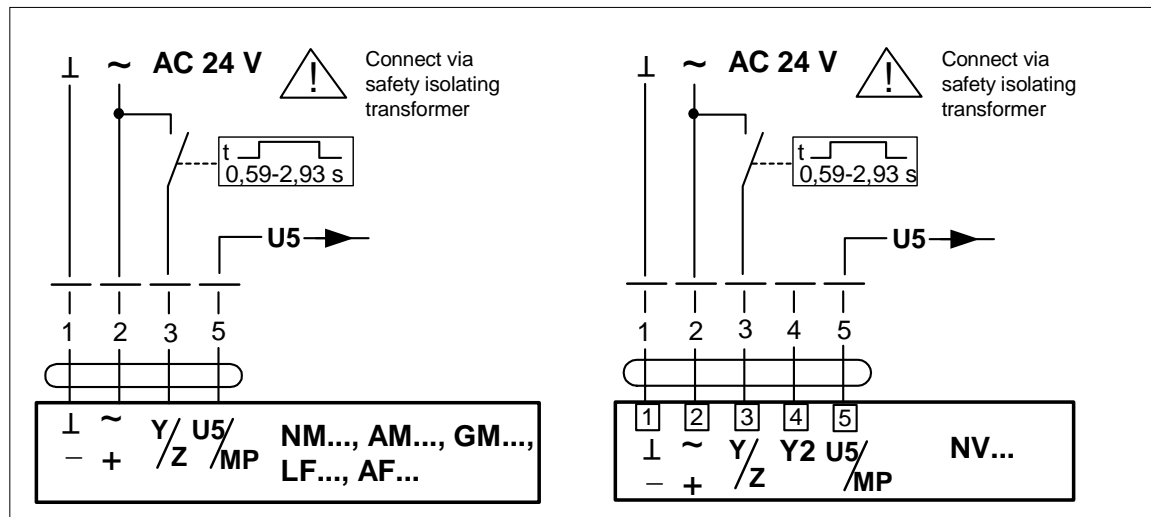 ⊥ ~ AC 24 V
!
Connect via
safety isolating
transformer
t
0,59-2,93 s
U5
1 2 3 5
⊥ ~ Y/Z U5/MP
– +
NM..., AM..., GM...,
LF..., AF...
⊥ ~ AC 24 V
!
Connect via
safety isolating
transformer
t
0,59-2,93 s
U5
1 2 3 4 5
1 2 3 4 5
⊥ ~ Y/Z Y2 U5/MP
– +
NV...